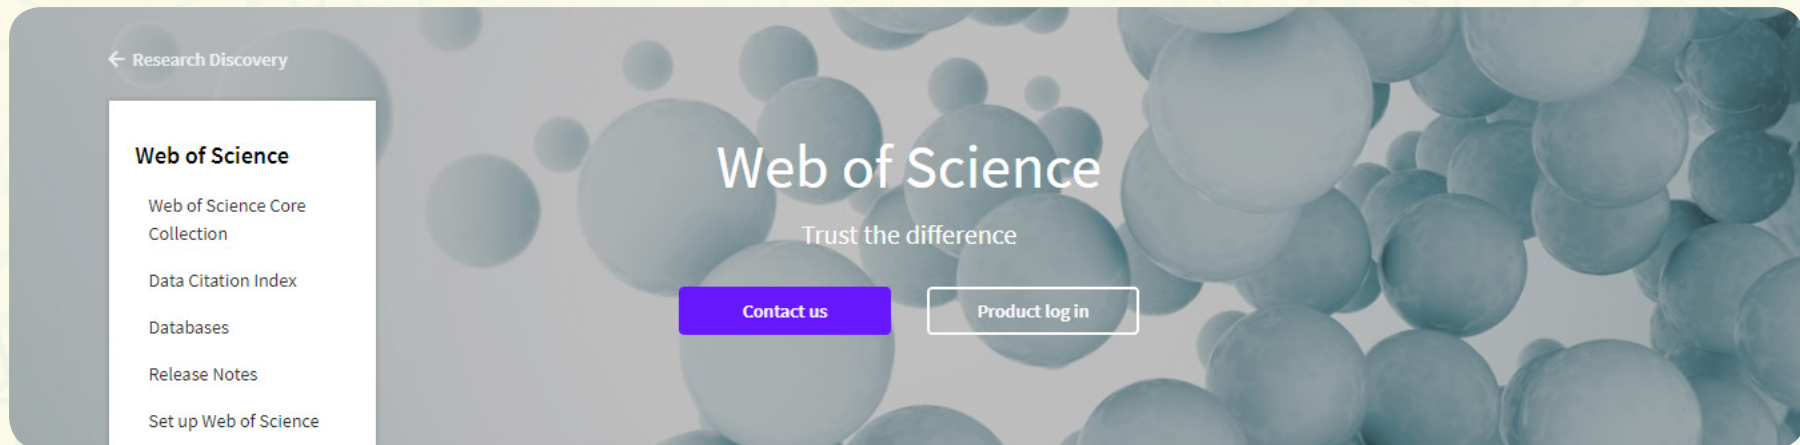 Research Discovery
Web of Science
Web of Science Core
Collection
Data Citation Index
Databases
Release Notes
Set up Web of Science
Web of Science
Trust the difference
Contact us
Product log in